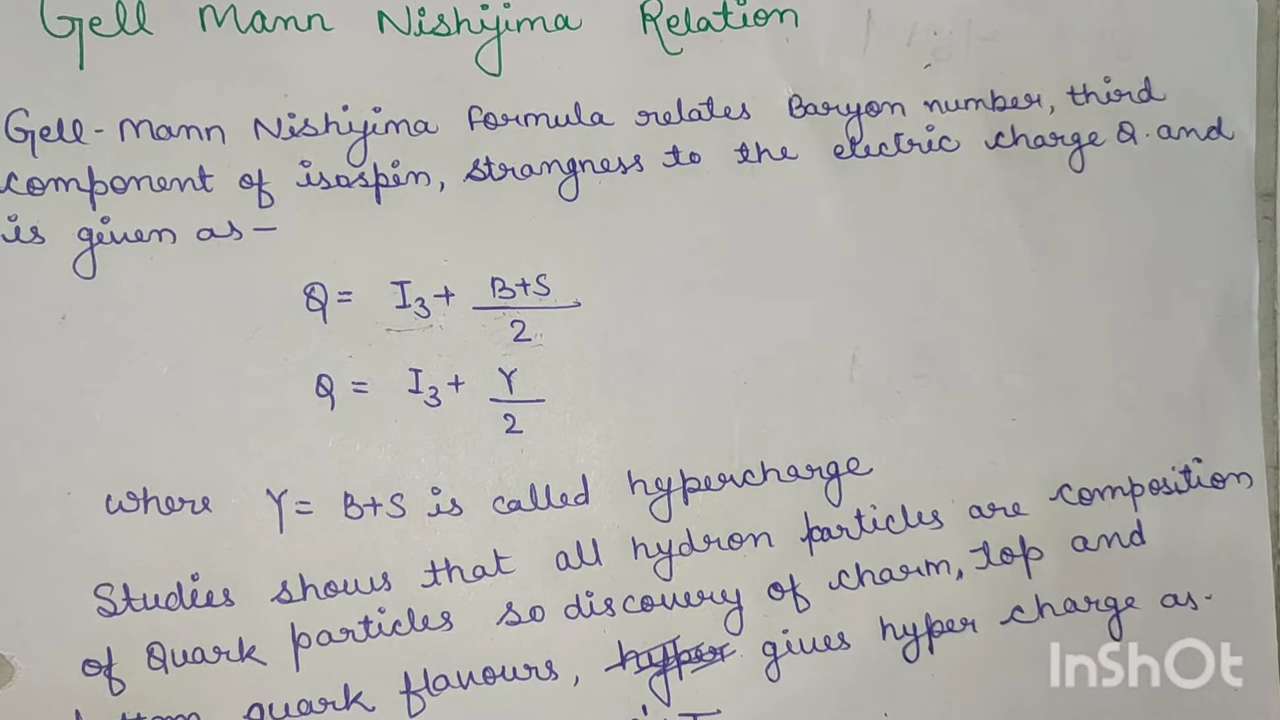 Gell Mann Nishijima Relation
Gell-Mann Nishijima formula relates Baryon number, third
component of isospin, strangness to the electric charge Q. and
is given as -
Q = I₃ + B+S / 2
Q = I₃ + Y / 2
where Y = B+S is called hypercharge
Studies shows that all hydron particles are composition
of Quark particles so discovery of charm, top and
quark flavours, hyper gives hyper charge as-
InShOt